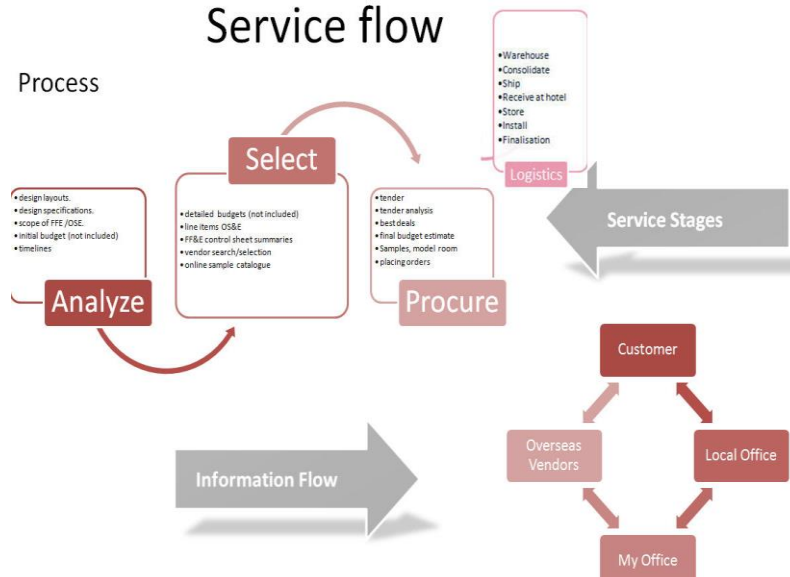 Service flow
Process
•Warehouse
•Consolidate
•Ship
•Receive at hotel
•Store
•Install
•Finalisation
Logistics
Select
• detailed budgets (not included)
• line items OS&E
• FF&E control sheet summaries
• vendor search/selection
• online sample catalogue
• design layouts.
• design specifications.
• scope of FFE /OSE.
• initial budget (not included)
• timelines
Analyze
• tender
• tender analysis
• best deals
• final budget estimate
• Samples, model room
• placing orders
Procure
Service Stages
Information Flow
Customer
Overseas
Vendors
Local Office
My Office